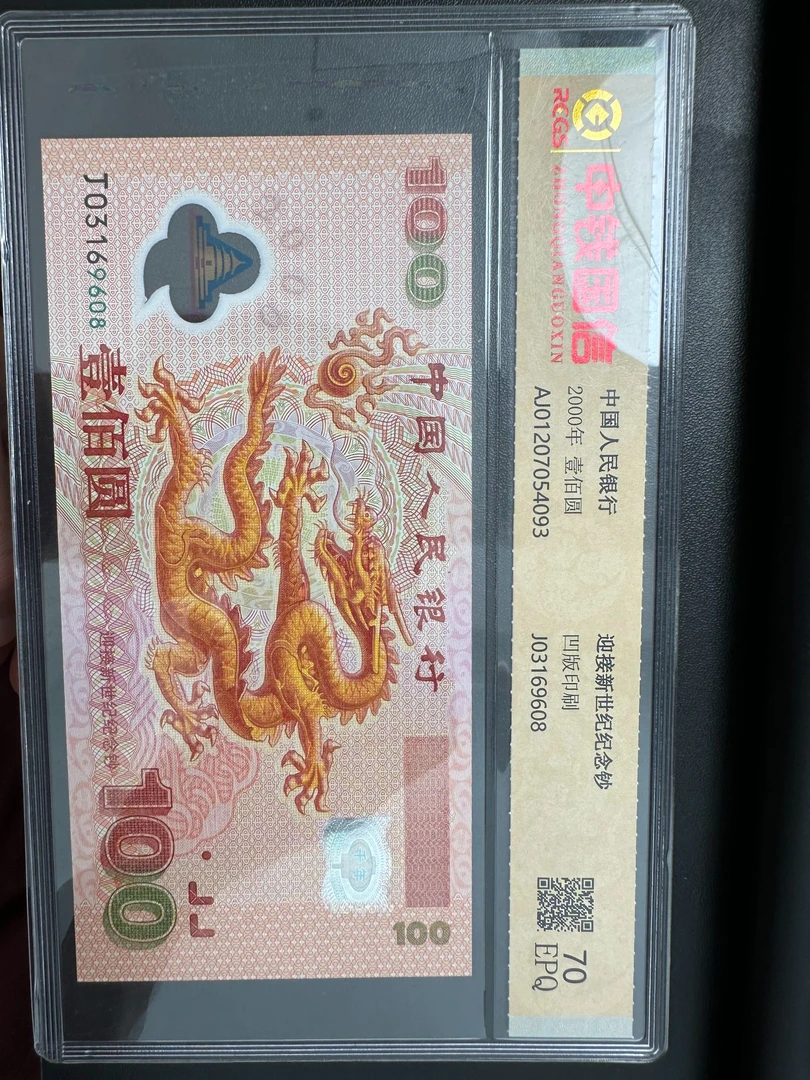 RCGS
中钱国信
ZHONGQIANGUOXIN
中国人民银行 迎接新世纪纪念钞
2000年 壹佰圆 凹版印刷
AJ01207054093 J03169608
70
EPQ
100
中国人民银行
100
J03169608
壹佰圆
迎接新世纪纪念钞
100